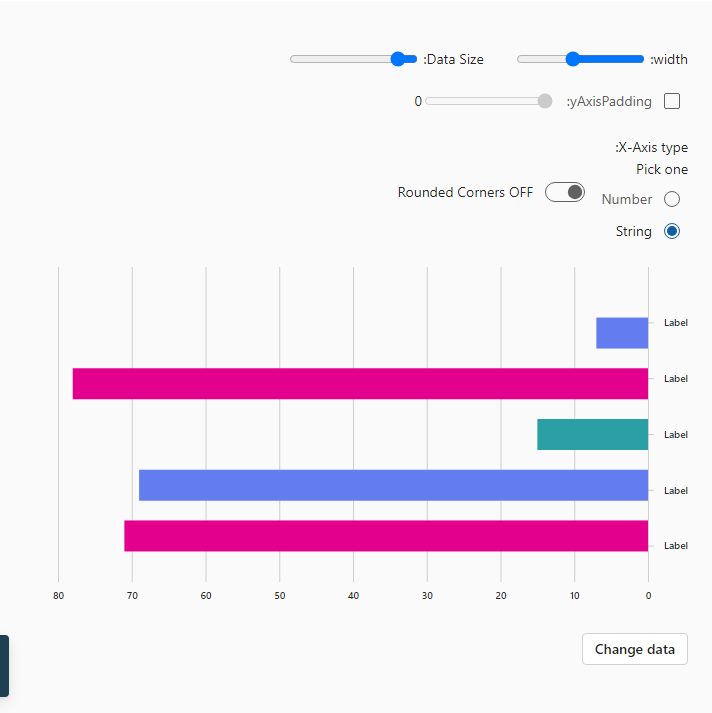 :width
:Data Size
:yAxisPadding
0
:X-Axis type
Pick one
Number
String
Rounded Corners OFF
Label
Label
Label
Label
Label
80 70 60 50 40 30 20 10 0
Change data